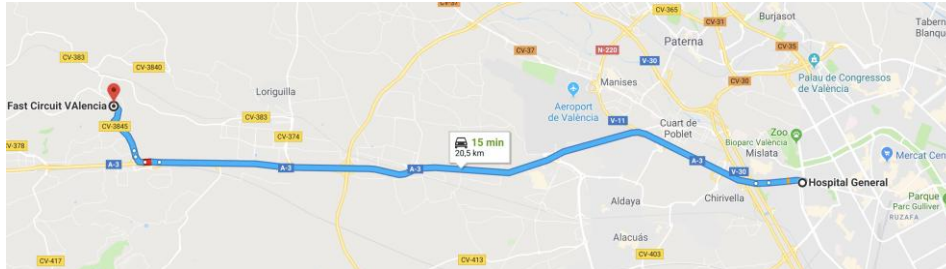 CV-37
CV-365
CV-31
Burjasot
Tabern
Blanqu
CV-383
CV-3840
CV-37
N-220
Paterna
V-30
CV-35
Palau de Congressos
de València
CV-30
Manises
Loriguilla
Fast Circuit VAlencia
Aeroport
de València
CV-383
V-11
CV-3845
CV-374
Cuart de
Poblet
Zoo
Bioparc Valencia
CV-378
15 min
20,5 km
Mislata
Mercat Cen
A-3
A-3
A-3
A-3
V-30
Hospital General
Chirivella
Parque
Parc Gulliver
Aldaya
RUZAFA
Alacuás
CV-417
CV-413
CV-403